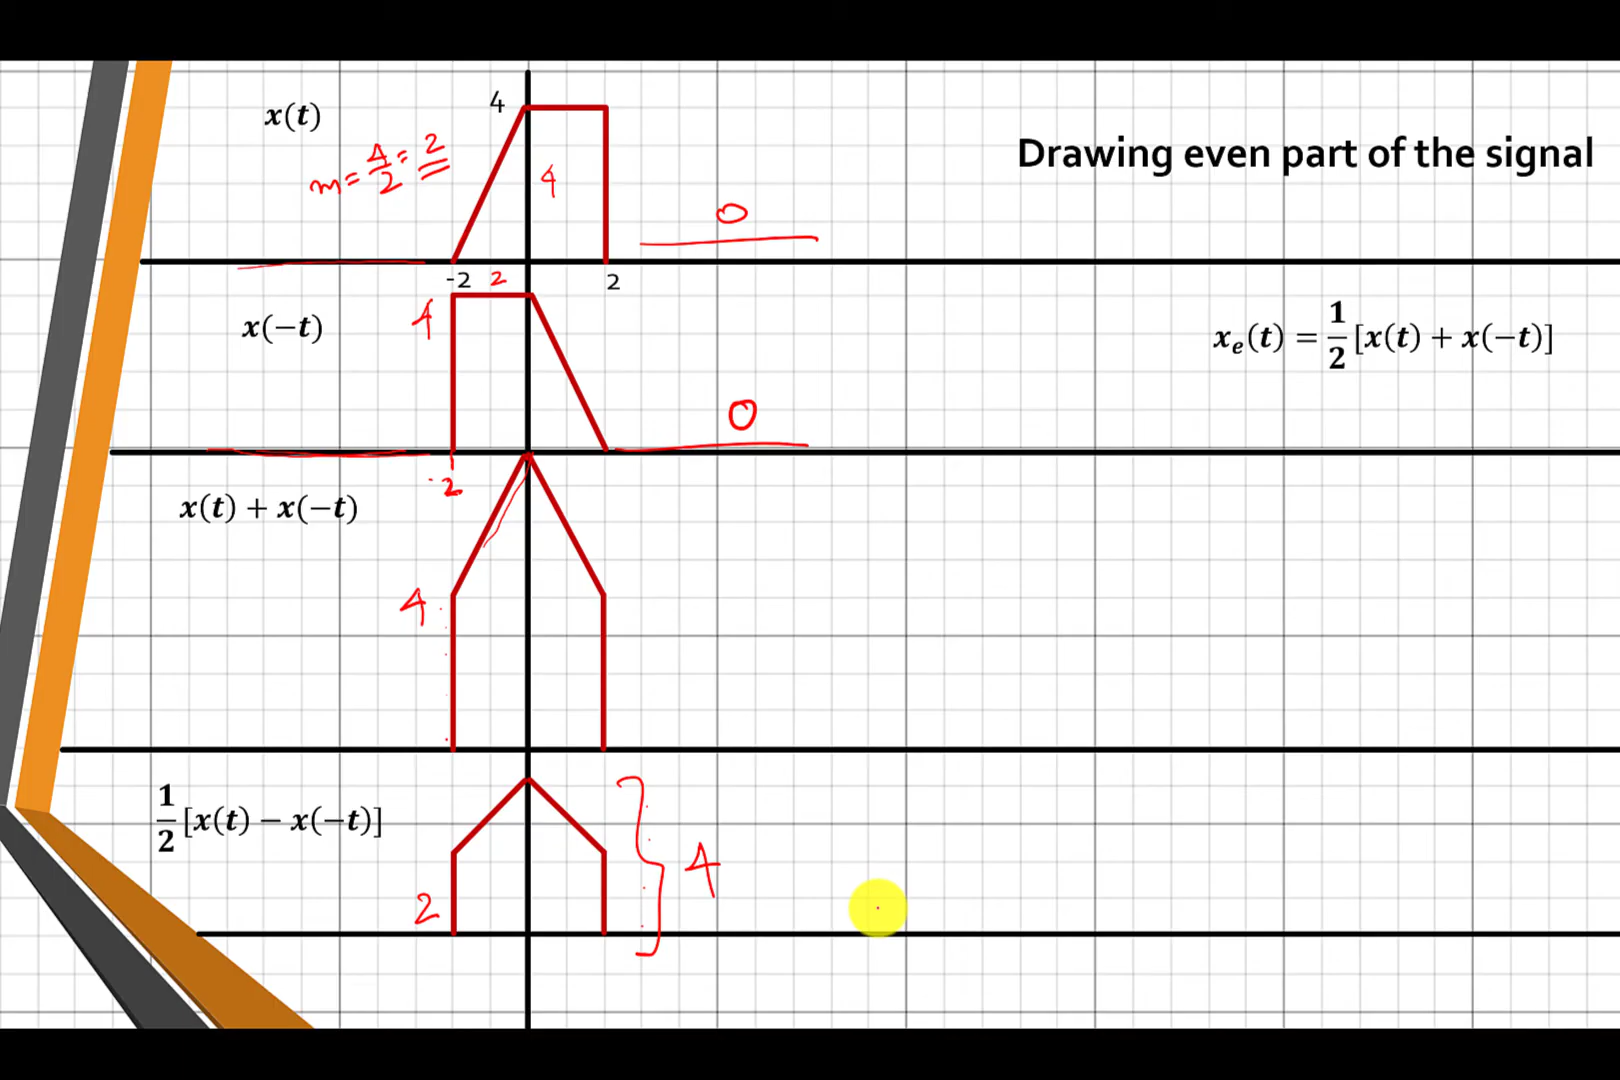 x(t)
4
Drawing even part of the signal
m = 4/2 = 2
4
0
-2 2 2
x(−t)
4
xₑ(t) = 1/2 [x(t) + x(−t)]
0
-2
x(t) + x(−t)
4
1/2 [x(t) − x(−t)]
4
2